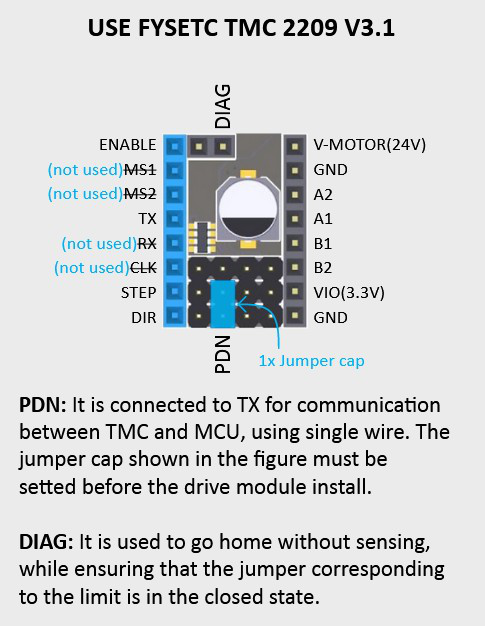 USE FYSETC TMC 2209 V3.1
DIAG
ENABLE
(not used)MS1
(not used)MS2
TX
(not used)RX
(not used)CLK
STEP
DIR
V-MOTOR(24V)
GND
A2
A1
B1
B2
VIO(3.3V)
GND
PDN
1x Jumper cap
PDN: It is connected to TX for communication
between TMC and MCU, using single wire. The
jumper cap shown in the figure must be
setted before the drive module install.
DIAG: It is used to go home without sensing,
while ensuring that the jumper corresponding
to the limit is in the closed state.